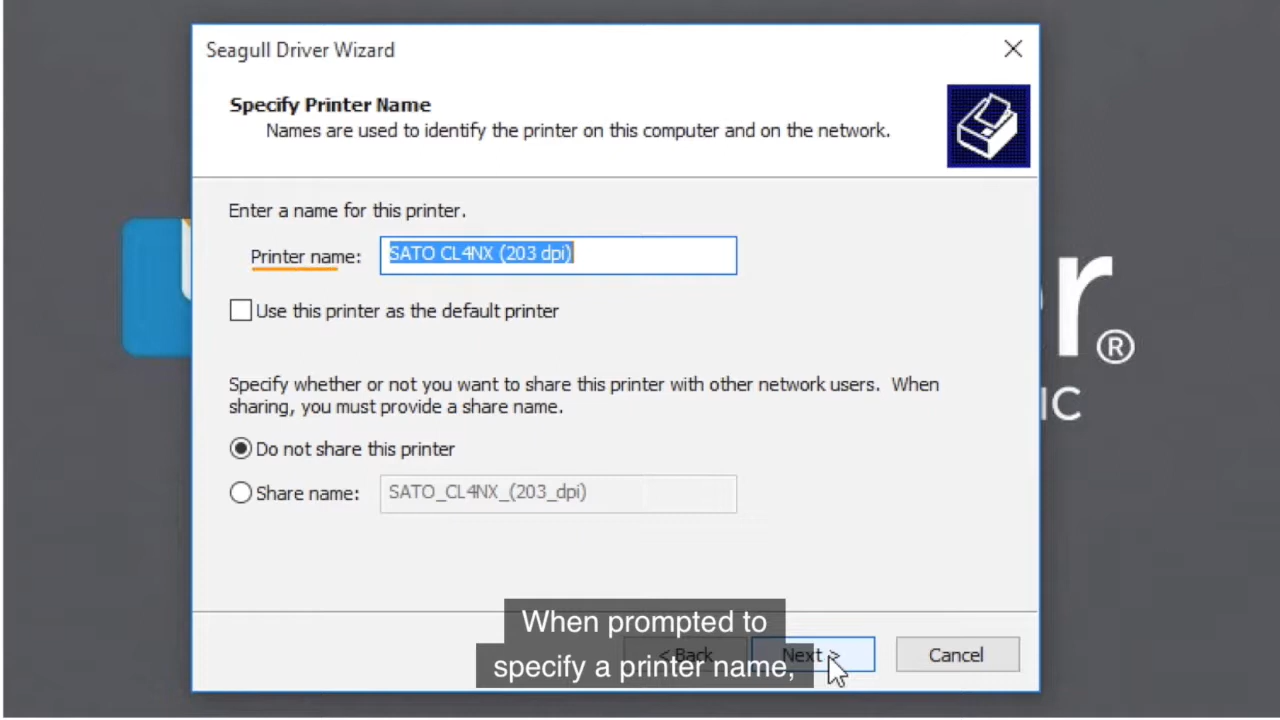 Seagull Driver Wizard
Specify Printer Name
Names are used to identify the printer on this computer and on the network.
Enter a name for this printer.
Printer name: SATO CL4NX (203 dpi)
Use this printer as the default printer
Specify whether or not you want to share this printer with other network users. When
sharing, you must provide a share name.
Do not share this printer
Share name: SATO_CL4NX_(203_dpi)
< Back Next > Cancel
When prompted to
specify a printer name,